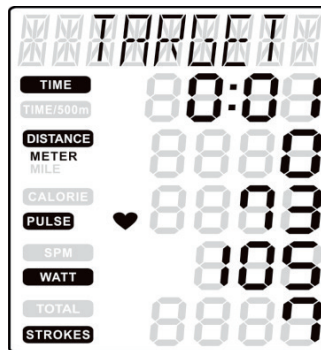 TARGET
TIME 0:01
TIME/500m
DISTANCE 0
METER
MILE
CALORIE 73
PULSE
SPM 105
WATT
TOTAL 7
STROKES